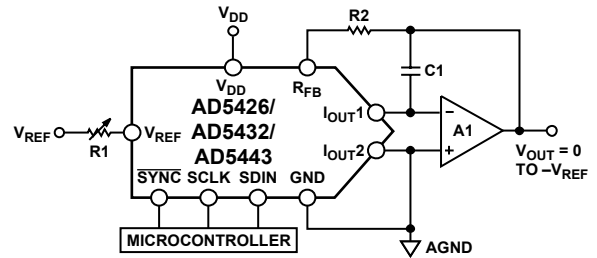 VDD
R2
C1
VDD
RFB
AD5426/
AD5432/
AD5443
IOUT1
A1
VREF
R1
VREF
IOUT2
VOUT = 0
TO –VREF
SYNC SCLK SDIN GND
MICROCONTROLLER
AGND